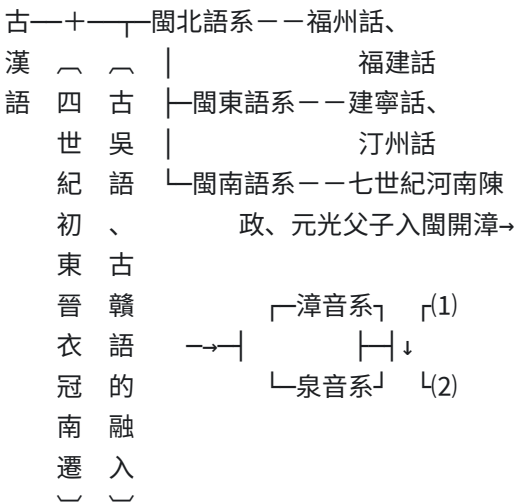 古──＋──┬─閩北語系－－福州話、
漢　︵　︵　│　　　　　　　福建話
語　四　古　├─閩東語系－－建寧話、
　　世　吳　│　　　　　　　汀州話
　　紀　語　└─閩南語系－－七世紀河南陳
　　初　、　　　　政、元光父子入閩開漳→
　　東　古
　　晉　贛　　　　　┌─漳音系┐　┌⑴
　　衣　語　　─→─┤　　　　├─┤↓
　　冠　的　　　　　└─泉音系┘　└⑵
　　南　融
　　遷　入
　　︶　︶